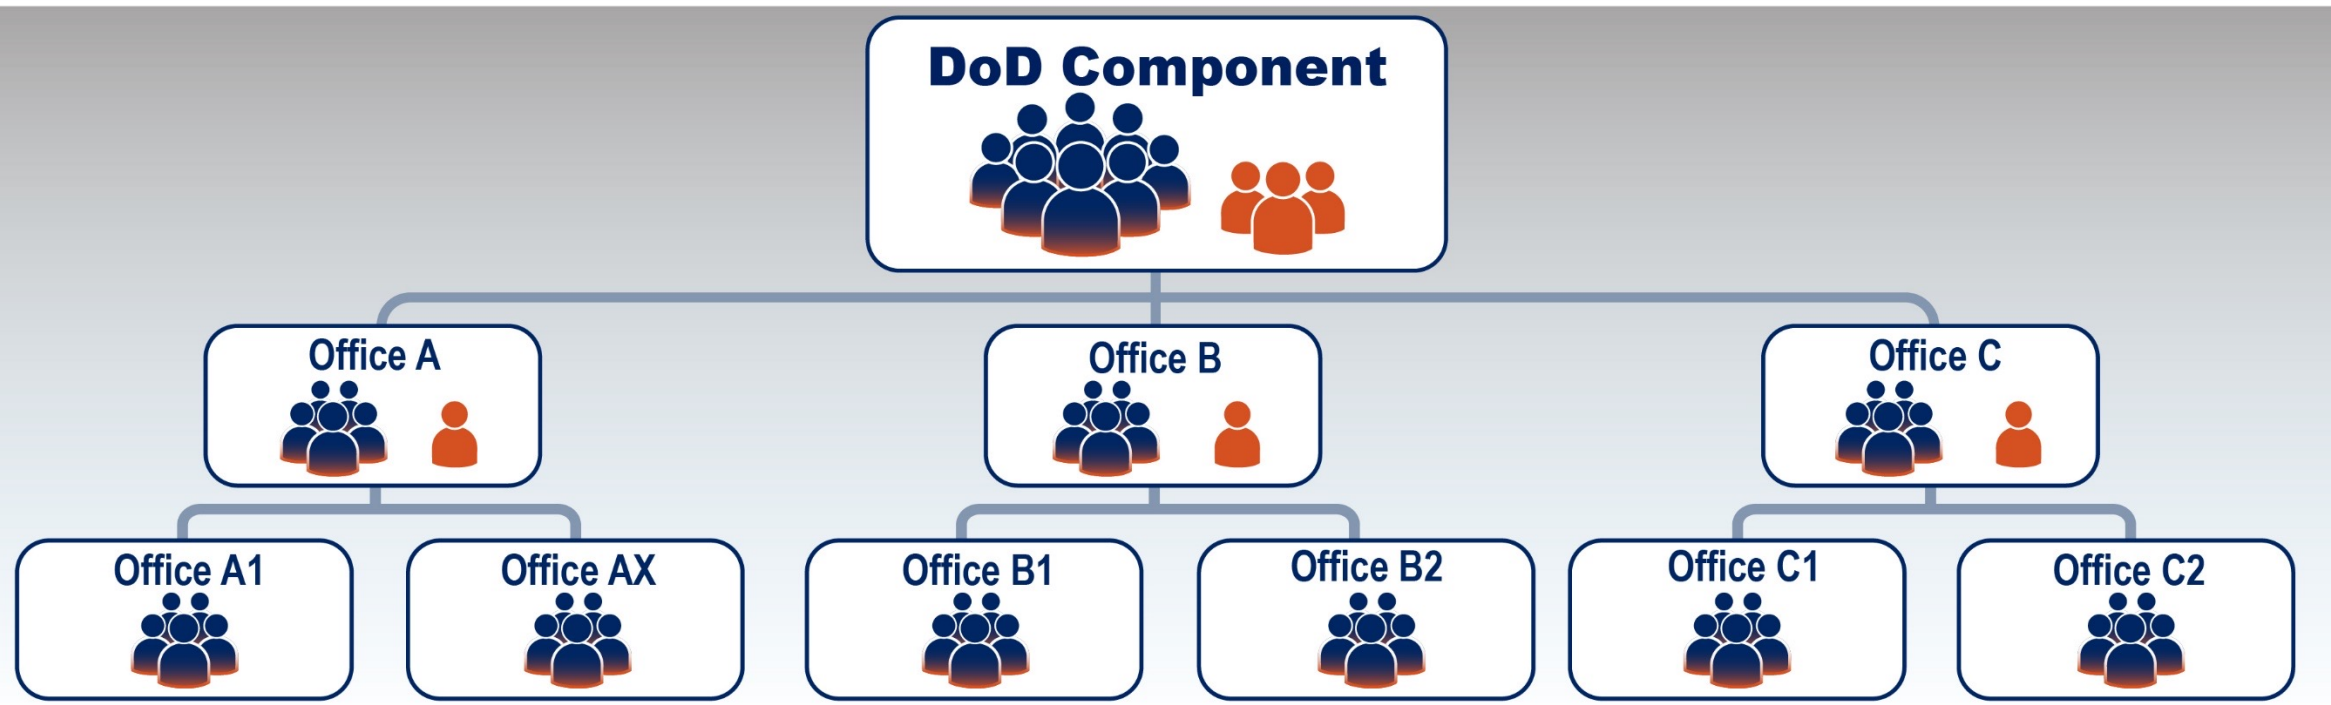 DoD Component
Office A
Office B
Office C
Office A1
Office AX
Office B1
Office B2
Office C1
Office C2